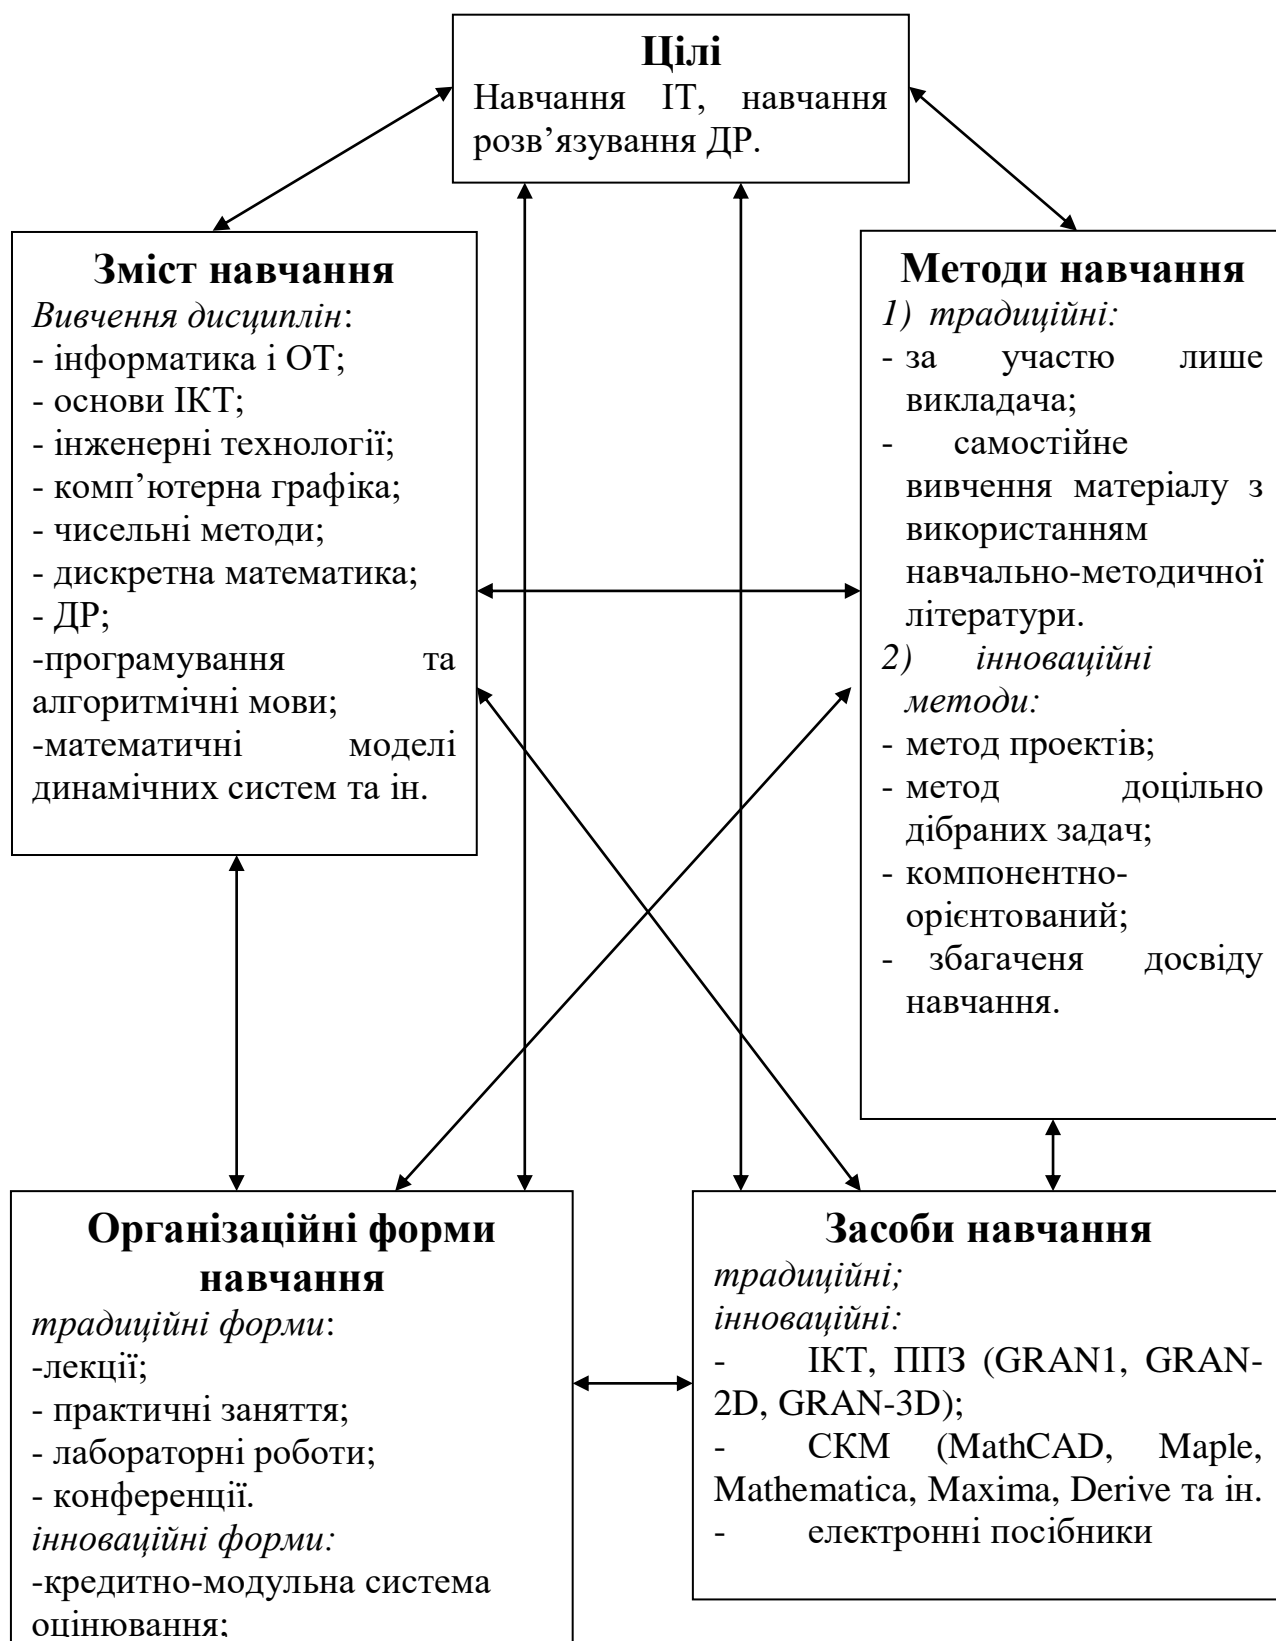 Цілі
Навчання ІТ, навчання
розв’язування ДР.
Зміст навчання
Вивчення дисциплін:
- інформатика і ОТ;
- основи ІКТ;
- інженерні технології;
- комп’ютерна графіка;
- чисельні методи;
- дискретна математика;
- ДР;
-програмування та
алгоритмічні мови;
-математичні моделі
динамічних систем та ін.
Методи навчання
1) традиційні:
- за участю лише
викладача;
- самостійне
вивчення матеріалу з
використанням
навчально-методичної
літератури.
2) інноваційні
методи:
- метод проектів;
- метод доцільно
дібраних задач;
- компонентно-
орієнтований;
- збагаченя досвіду
навчання.
Організаційні форми
навчання
традиційні форми:
-лекції;
- практичні заняття;
- лабораторні роботи;
- конференції.
інноваційні форми:
-кредитно-модульна система
оцінювання;
Засоби навчання
традиційні;
інноваційні:
- ІКТ, ППЗ (GRAN1, GRAN-
2D, GRAN-3D);
- СКМ (MathCAD, Maple,
Mathematica, Maxima, Derive та ін.
- електронні посібники